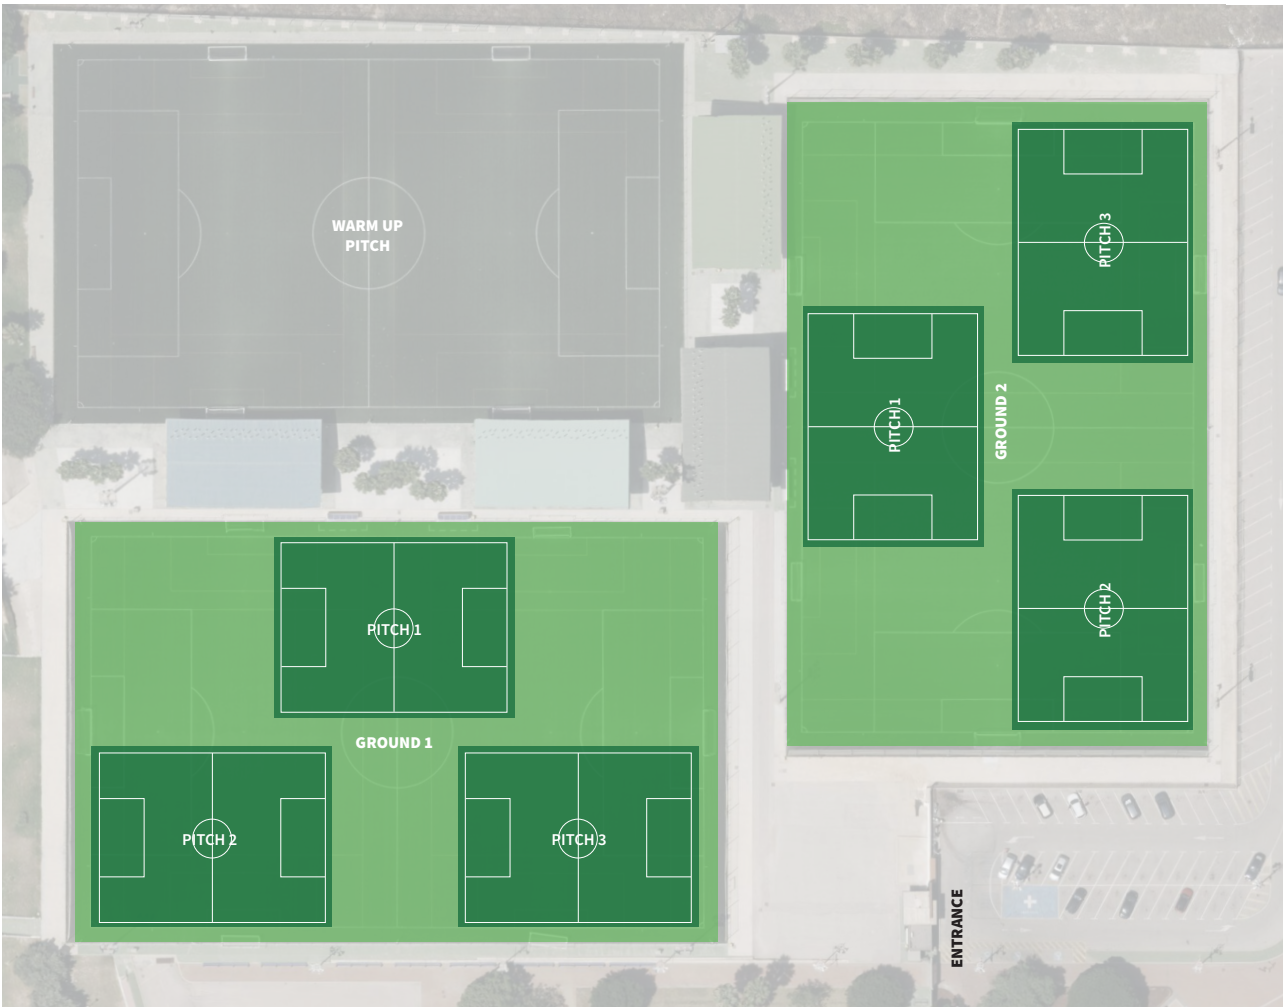 WARM UP
PITCH
PITCH 3
PITCH 1
GROUND 2
PITCH 2
PITCH 1
GROUND 1
PITCH 2
PITCH 3
ENTRANCE